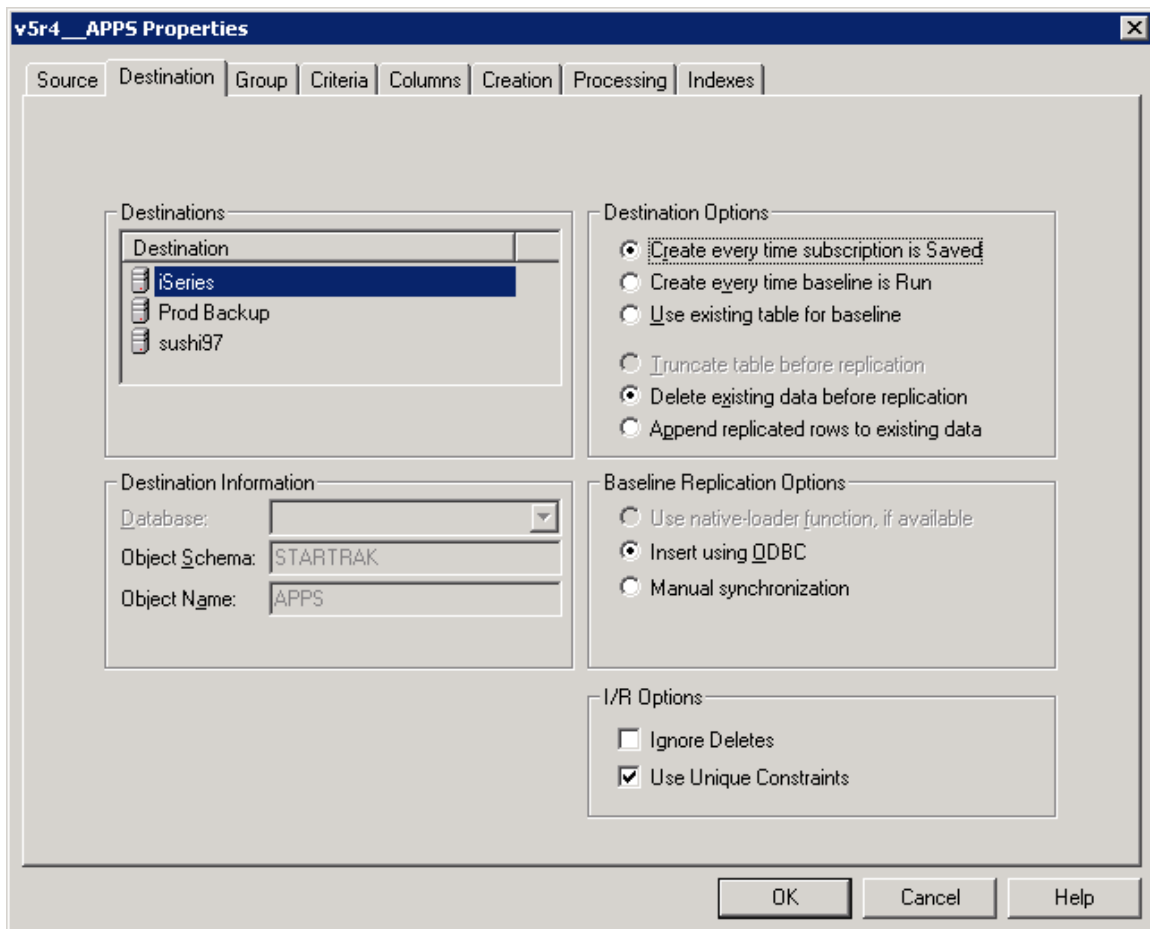 v5r4__APPS Properties
Source Destination Group Criteria Columns Creation Processing Indexes
Destinations
Destination
iSeries
Prod Backup
sushi97
Destination Options
Create every time subscription is Saved
Create every time baseline is Run
Use existing table for baseline
Truncate table before replication
Delete existing data before replication
Append replicated rows to existing data
Destination Information
Database:
Object Schema: STARTRAK
Object Name: APPS
Baseline Replication Options
Use native-loader function, if available
Insert using ODBC
Manual synchronization
I/R Options
Ignore Deletes
Use Unique Constraints
OK Cancel Help